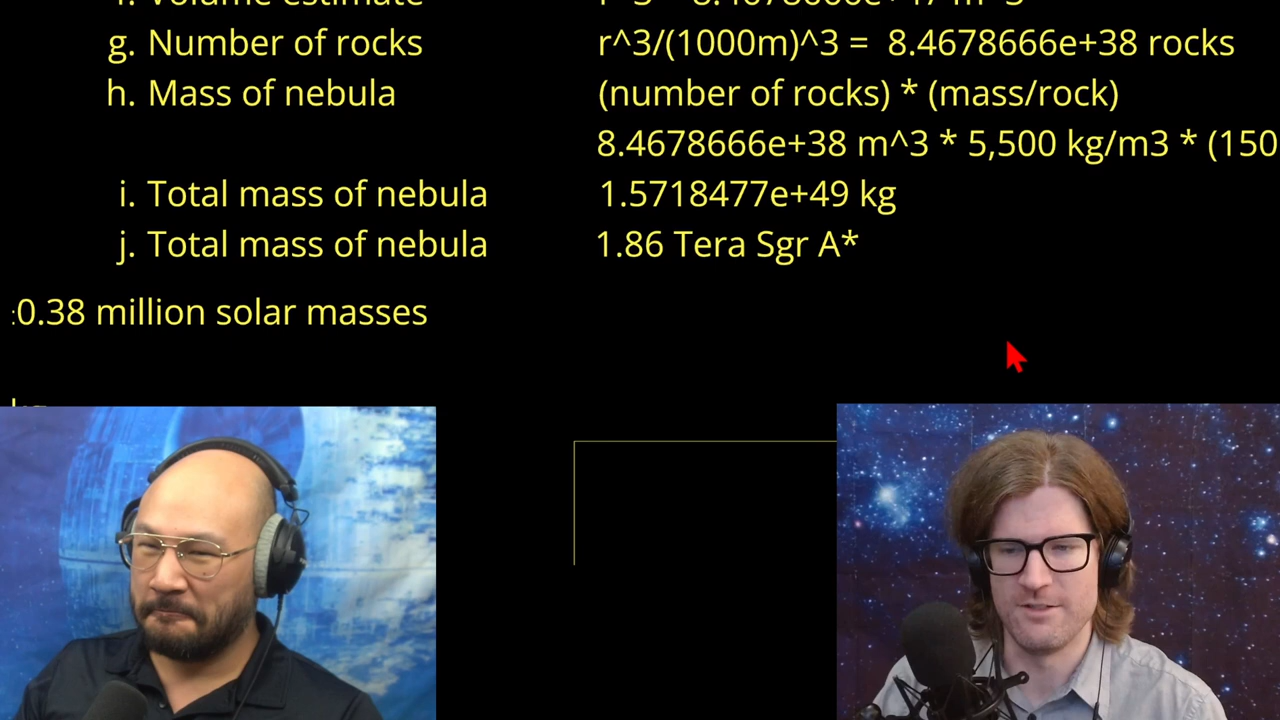 g. Number of rocks r^3/(1000m)^3 = 8.4678666e+38 rocks
h. Mass of nebula (number of rocks) * (mass/rock)
8.4678666e+38 m^3 * 5,500 kg/m3 * (150
i. Total mass of nebula 1.5718477e+49 kg
j. Total mass of nebula 1.86 Tera Sgr A*
:0.38 million solar masses